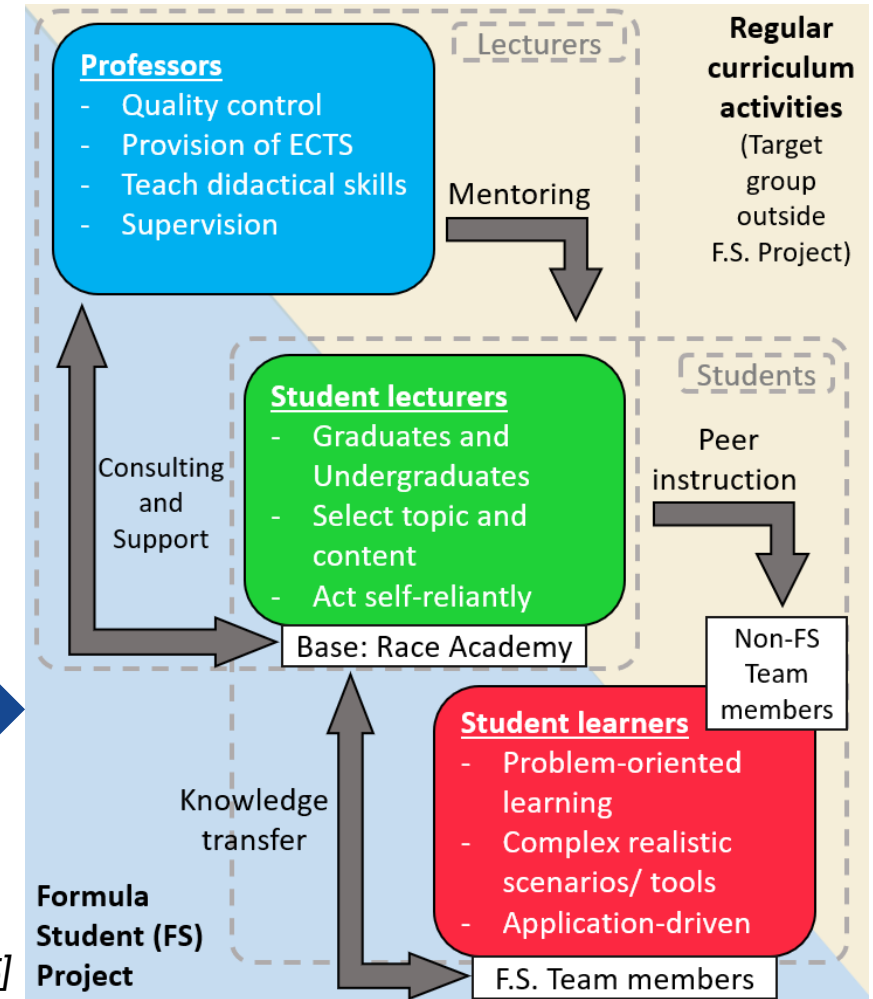 Professors
- Quality control
- Provision of ECTS
- Teach didactical skills
- Supervision
Lecturers
Regular
curriculum
activities
(Target
group
outside
F.S. Project)
Mentoring
Students
Student lecturers
- Graduates and
Undergraduates
- Select topic and
content
- Act self-reliantly
Base: Race Academy
Consulting
and
Support
Peer
instruction
Non-FS
Team
members
Student learners
- Problem-oriented
learning
- Complex realistic
scenarios/ tools
- Application-driven
F.S. Team members
Knowledge
transfer
Formula
Student (FS)
Project